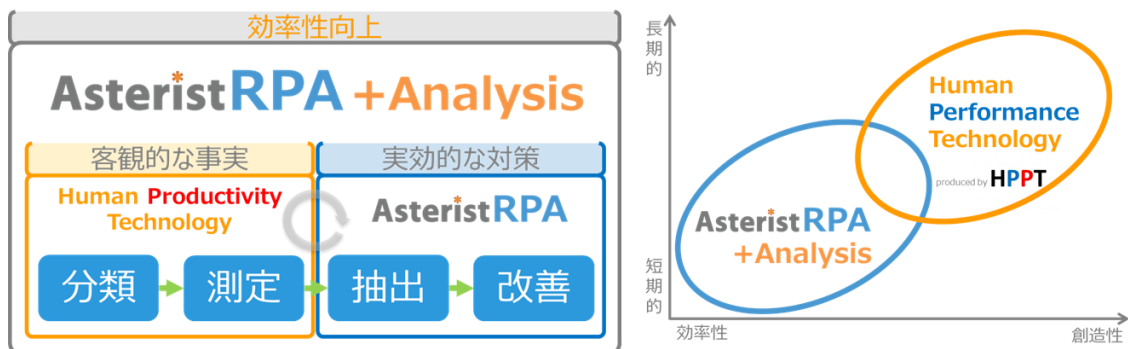 効率性向上
Asterist RPA +Analysis
客観的な事実
実効的な対策
Human Productivity
Technology
Asterist RPA
分類
測定
抽出
改善
長期的
短期的
効率性
創造性
Human
Performance
Technology
produced by HPPT
Asterist RPA
+Analysis